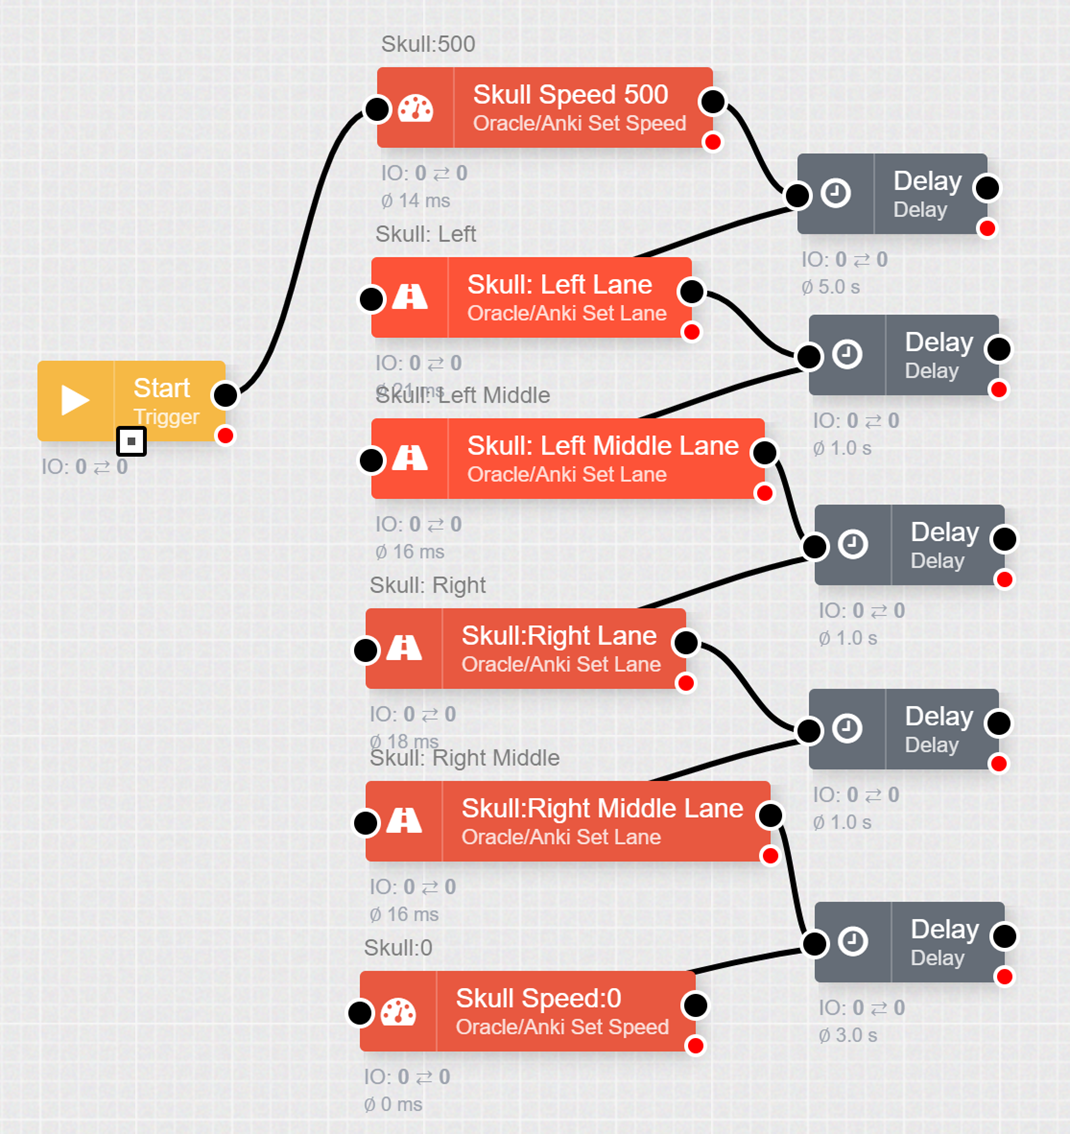 Skull:500
Skull Speed 500
Oracle/Anki Set Speed
IO: 0 ⇄ 0
Ø 14 ms
Delay
Delay
IO: 0 ⇄ 0
Ø 5.0 s
Skull: Left
Skull: Left Lane
Oracle/Anki Set Lane
IO: 0 ⇄ 0
Ø 21 ms
Delay
Delay
IO: 0 ⇄ 0
Ø 1.0 s
Start
Trigger
IO: 0 ⇄ 0
Skull: Left Middle
Skull: Left Middle Lane
Oracle/Anki Set Lane
IO: 0 ⇄ 0
Ø 16 ms
Delay
Delay
IO: 0 ⇄ 0
Ø 1.0 s
Skull: Right
Skull:Right Lane
Oracle/Anki Set Lane
IO: 0 ⇄ 0
Ø 18 ms
Delay
Delay
IO: 0 ⇄ 0
Ø 1.0 s
Skull: Right Middle
Skull:Right Middle Lane
Oracle/Anki Set Lane
IO: 0 ⇄ 0
Ø 16 ms
Delay
Delay
IO: 0 ⇄ 0
Ø 3.0 s
Skull:0
Skull Speed:0
Oracle/Anki Set Speed
IO: 0 ⇄ 0
Ø 0 ms